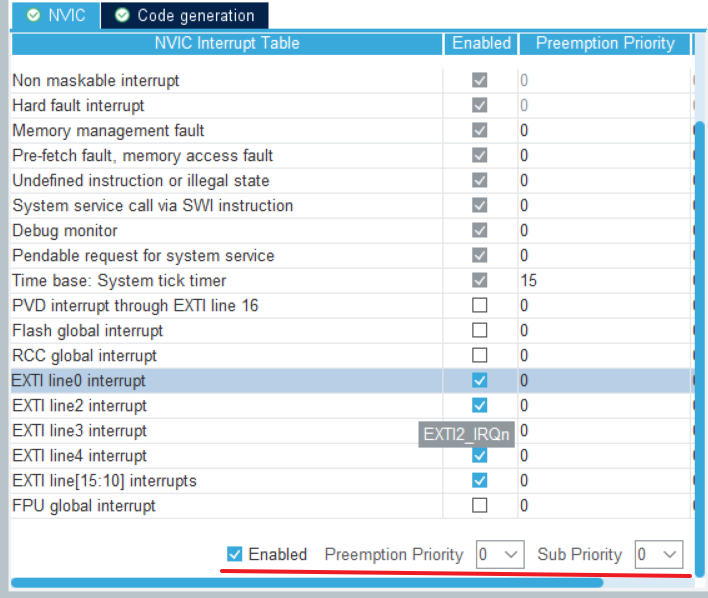 NVIC Code generation
NVIC Interrupt Table Enabled Preemption Priority
Non maskable interrupt 0
Hard fault interrupt 0
Memory management fault 0
Pre-fetch fault, memory access fault 0
Undefined instruction or illegal state 0
System service call via SWI instruction 0
Debug monitor 0
Pendable request for system service 0
Time base: System tick timer 15
PVD interrupt through EXTI line 16 0
Flash global interrupt 0
RCC global interrupt 0
EXTI line0 interrupt 0
EXTI line2 interrupt 0
EXTI line3 interrupt EXTI2_IRQn 0
EXTI line4 interrupt 0
EXTI line[15:10] interrupts 0
FPU global interrupt 0
Enabled Preemption Priority 0 Sub Priority 0